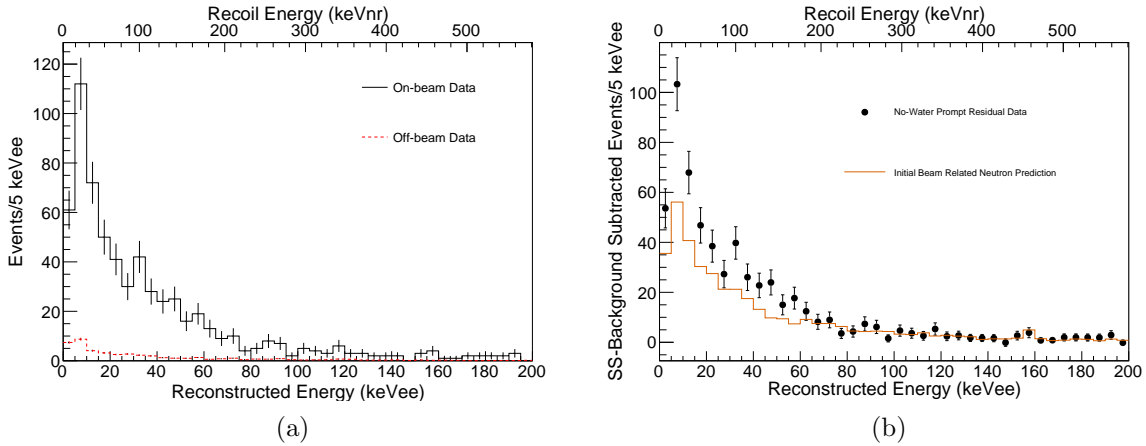 Recoil Energy (keVnr)
0 100 200 300 400 500
120
100
80
60
40
20
0
Events/5 keVee
On-beam Data
Off-beam Data
0 20 40 60 80 100 120 140 160 180 200
Reconstructed Energy (keVee)
(a)
Recoil Energy (keVnr)
0 100 200 300 400 500
100
80
60
40
20
0
SS-Background Subtracted Events/5 keVee
No-Water Prompt Residual Data
Initial Beam Related Neutron Prediction
0 20 40 60 80 100 120 140 160 180 200
Reconstructed Energy (keVee)
(b)